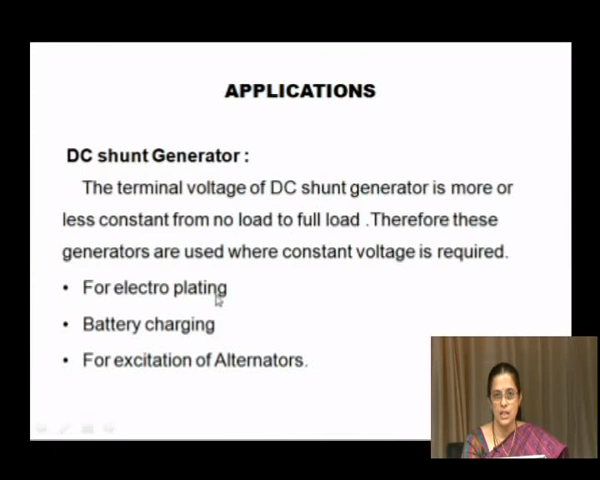 APPLICATIONS
DC shunt Generator :
The terminal voltage of DC shunt generator is more or
less constant from no load to full load .Therefore these
generators are used where constant voltage is required.
• For electro plating
• Battery charging
• For excitation of Alternators.